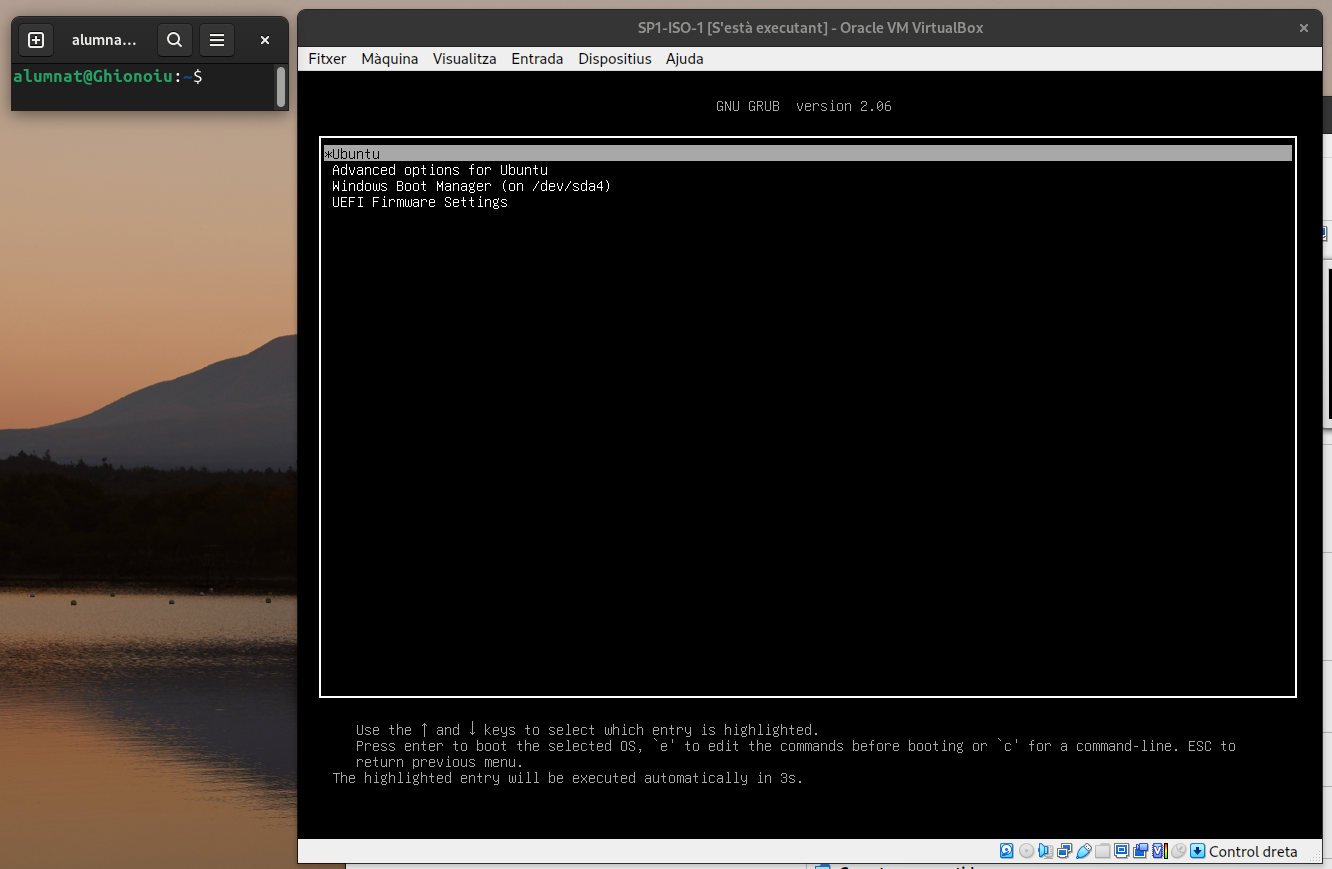 alumna...
alumnat@Ghionoiu:~$
SP1-ISO-1 [S'està executant] - Oracle VM VirtualBox
Fitxer Màquina Visualitza Entrada Dispositius Ajuda
GNU GRUB version 2.06
*Ubuntu
Advanced options for Ubuntu
Windows Boot Manager (on /dev/sda4)
UEFI Firmware Settings
Use the ↑ and ↓ keys to select which entry is highlighted.
Press enter to boot the selected OS, `e' to edit the commands before booting or `c' for a command-line. ESC to
return previous menu.
The highlighted entry will be executed automatically in 3s.
Control dreta